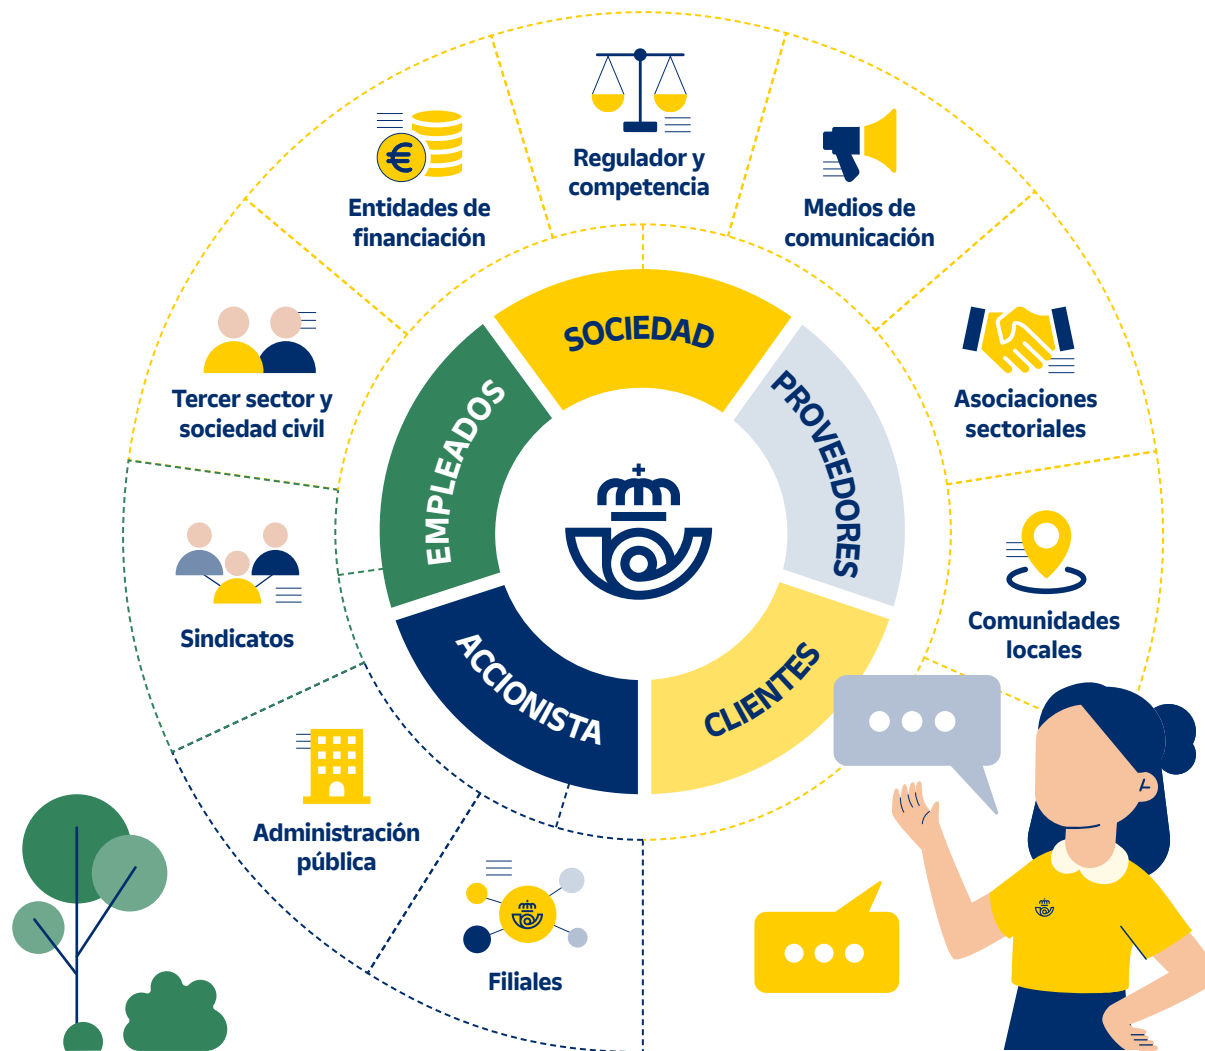 Regulador y
competencia
Entidades de
financiación
Medios de
comunicación
Tercer sector y
sociedad civil
Asociaciones
sectoriales
Sindicatos
Comunidades
locales
Administración
pública
Filiales
SOCIEDAD
EMPLEADOS
PROVEEDORES
ACCIONISTA
CLIENTES